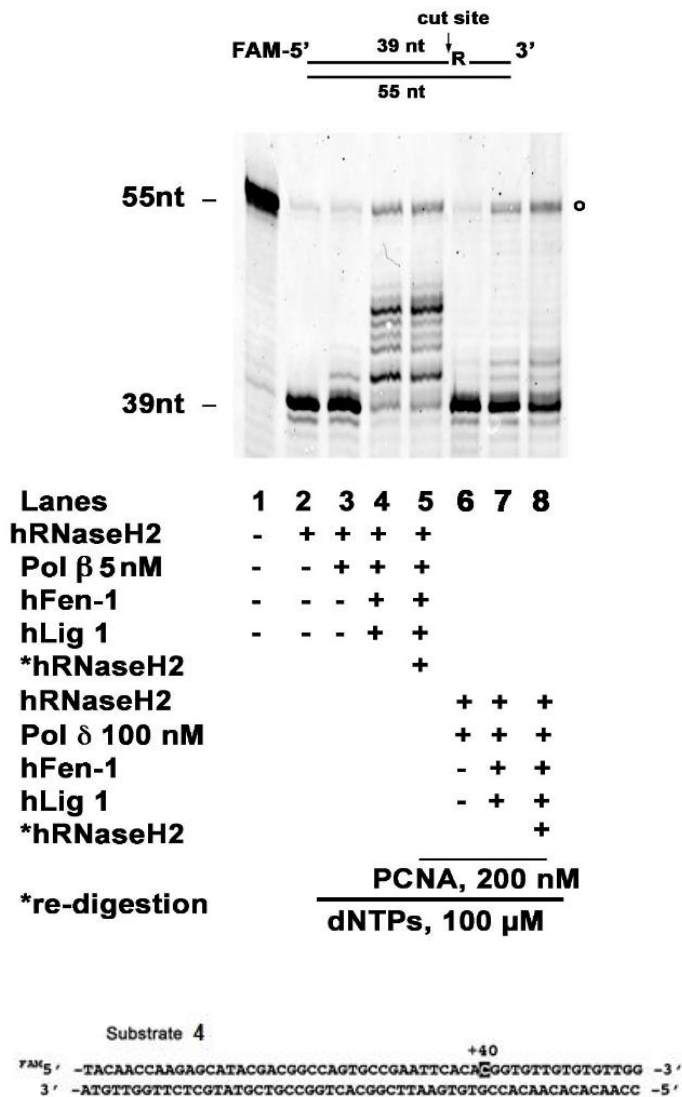 cut site
↓
FAM-5' 39 nt R 3'
55 nt
55nt –
o
39nt –
Lanes 1 2 3 4 5 6 7 8
hRNaseH2 - + + + +
Pol β 5 nM - - + + +
hFen-1 - - - + +
hLig 1 - - - + +
*hRNaseH2 +
hRNaseH2 + + +
Pol δ 100 nM + + +
hFen-1 - + +
hLig 1 - + +
*hRNaseH2 +
PCNA, 200 nM
*re-digestion
dNTPs, 100 µM
Substrate 4
+40
FAM5' -TACAACCAAGAGCATACGACGGCCAGTGCCGAATTCACACGGTGTTGTGTGTTGG -3'
3' -ATGTTGGTTCTCGTATGCTGCCGGTCACGGCTTAAGTGTGCCACAACACACAACC -5'